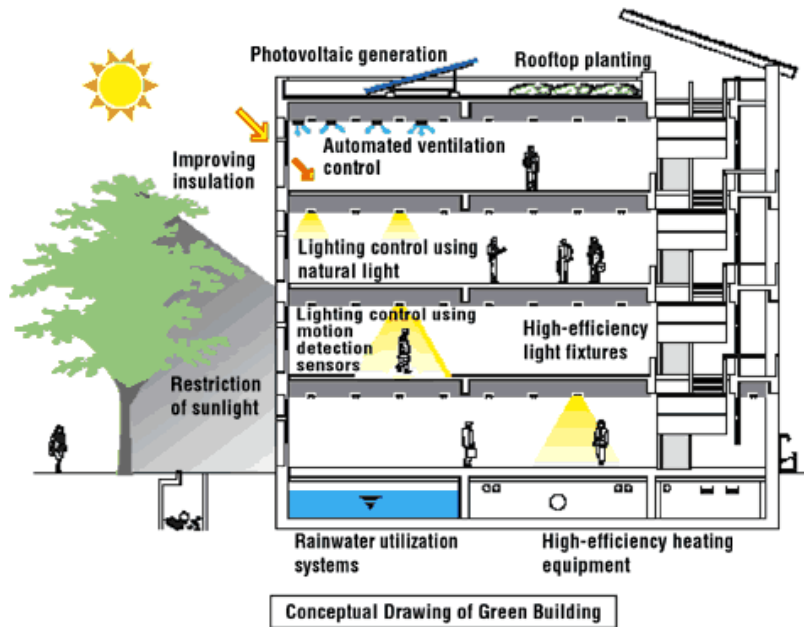 Photovoltaic generation
Rooftop planting
Improving
insulation
Automated ventilation
control
Lighting control using
natural light
Lighting control using
motion
detection
sensors
High-efficiency
light fixtures
Restriction
of sunlight
Rainwater utilization
systems
High-efficiency heating
equipment
Conceptual Drawing of Green Building